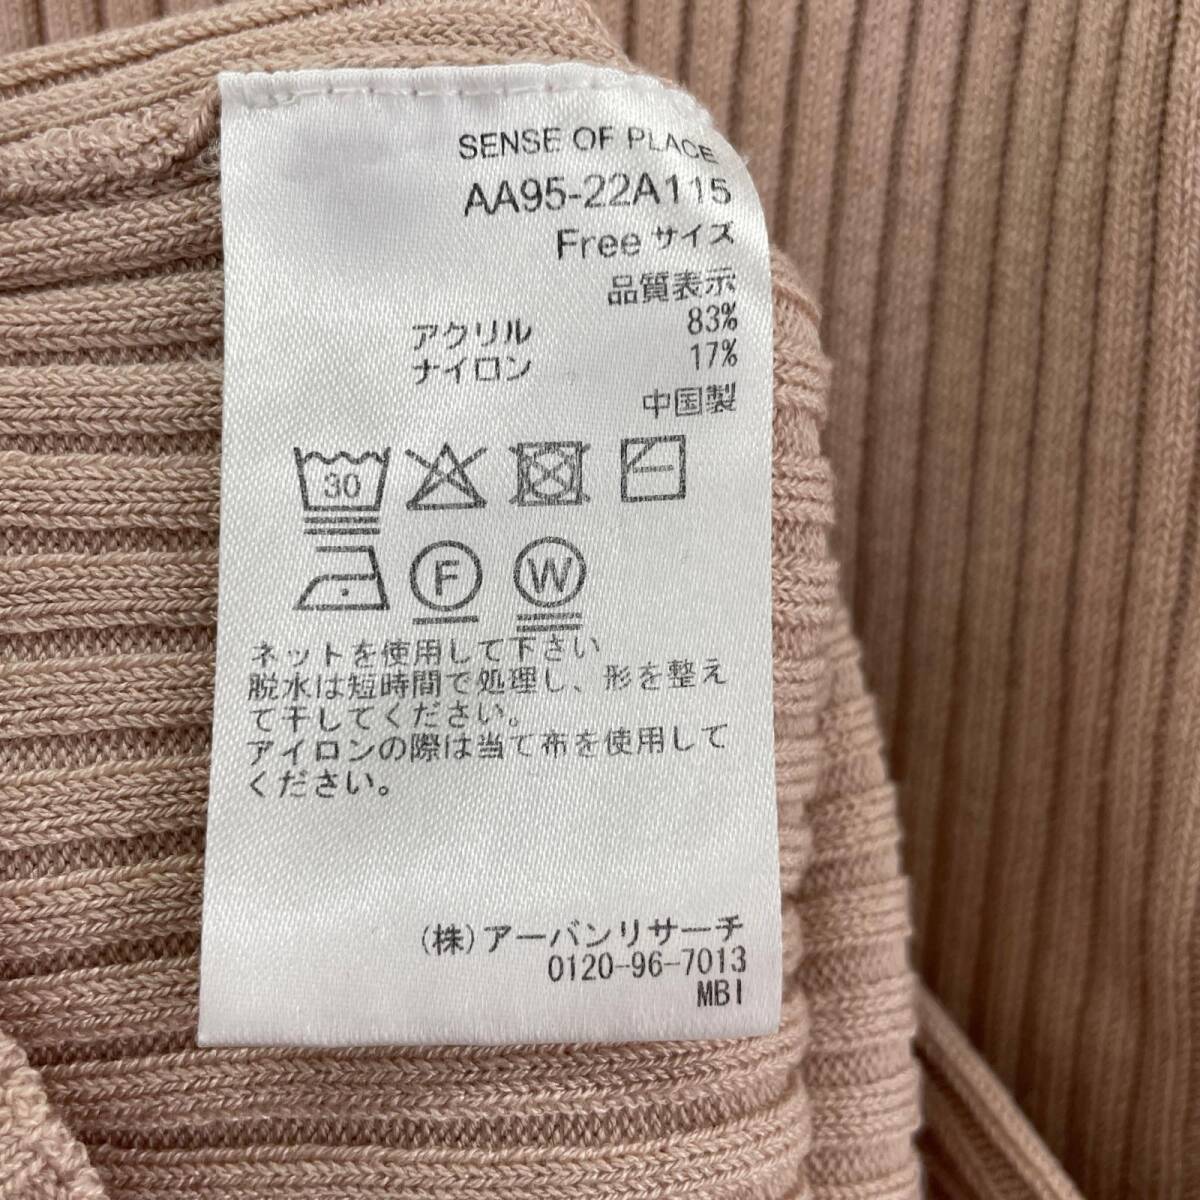 SENSE OF PLACE
AA95-22A115
Free サイズ
品質表示
アクリル 83%
ナイロン 17%
中国製
30
F W
ネットを使用して下さい
脱水は短時間で処理し、形を整え
て干してください。
アイロンの際は当て布を使用して
ください。
(株)アーバンリサーチ
0120-96-7013
MBI